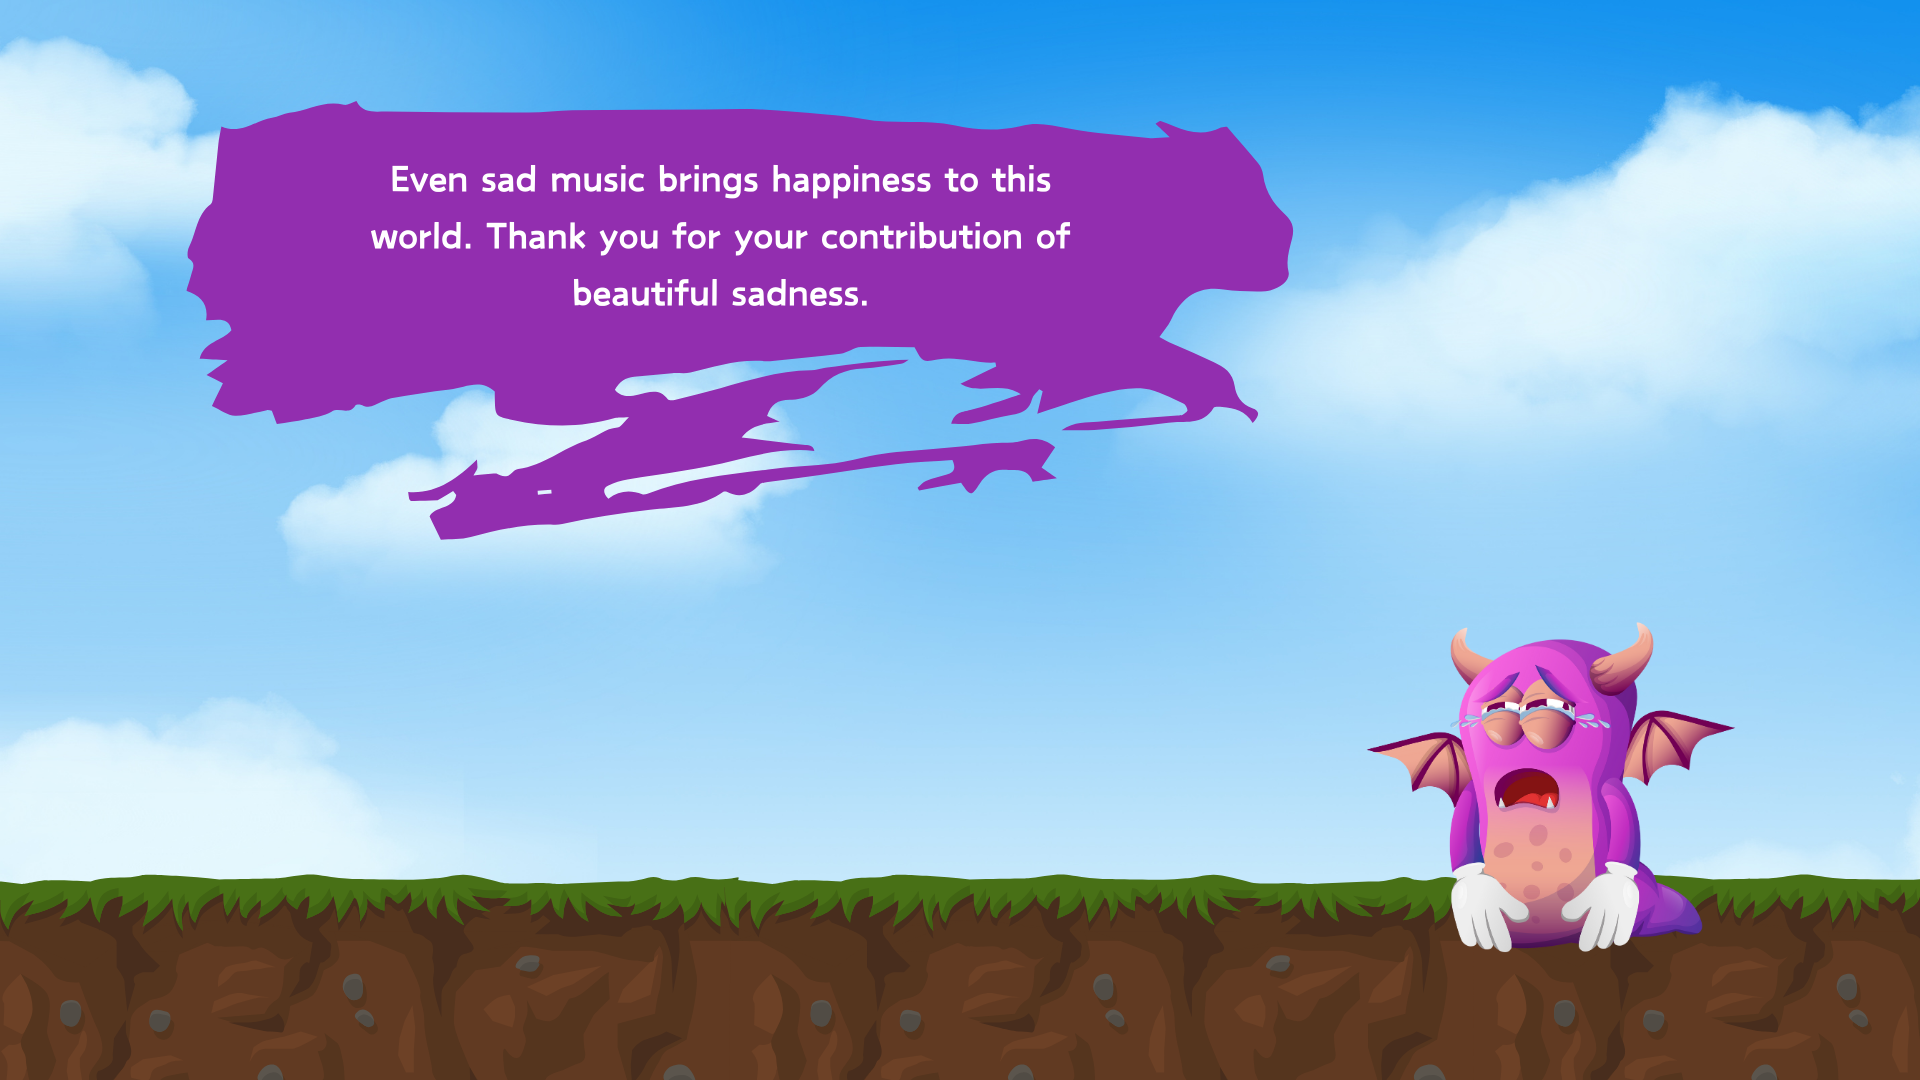 Even sad music brings happiness to this
world. Thank you for your contribution of
beautiful sadness.